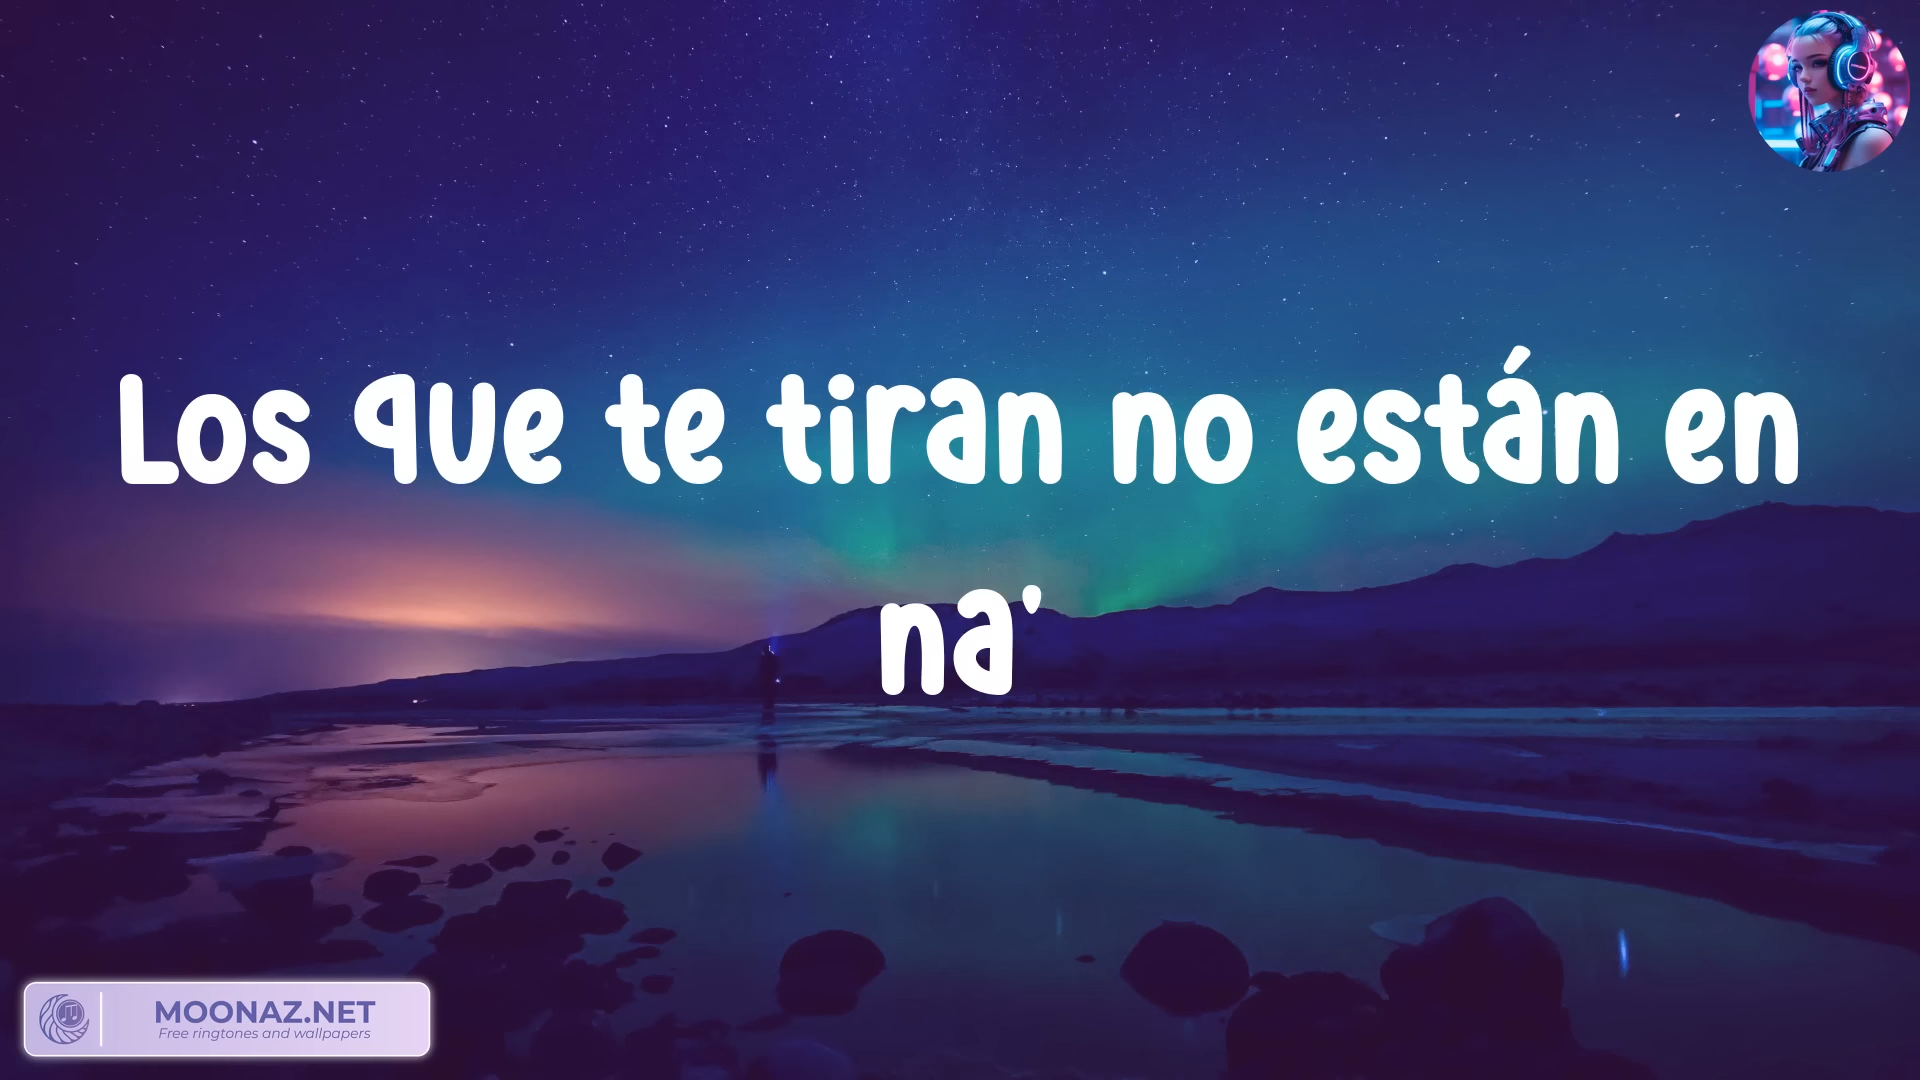 Los que te tiran no están en
na'
MOONAZ.NET
Free ringtones and wallpapers